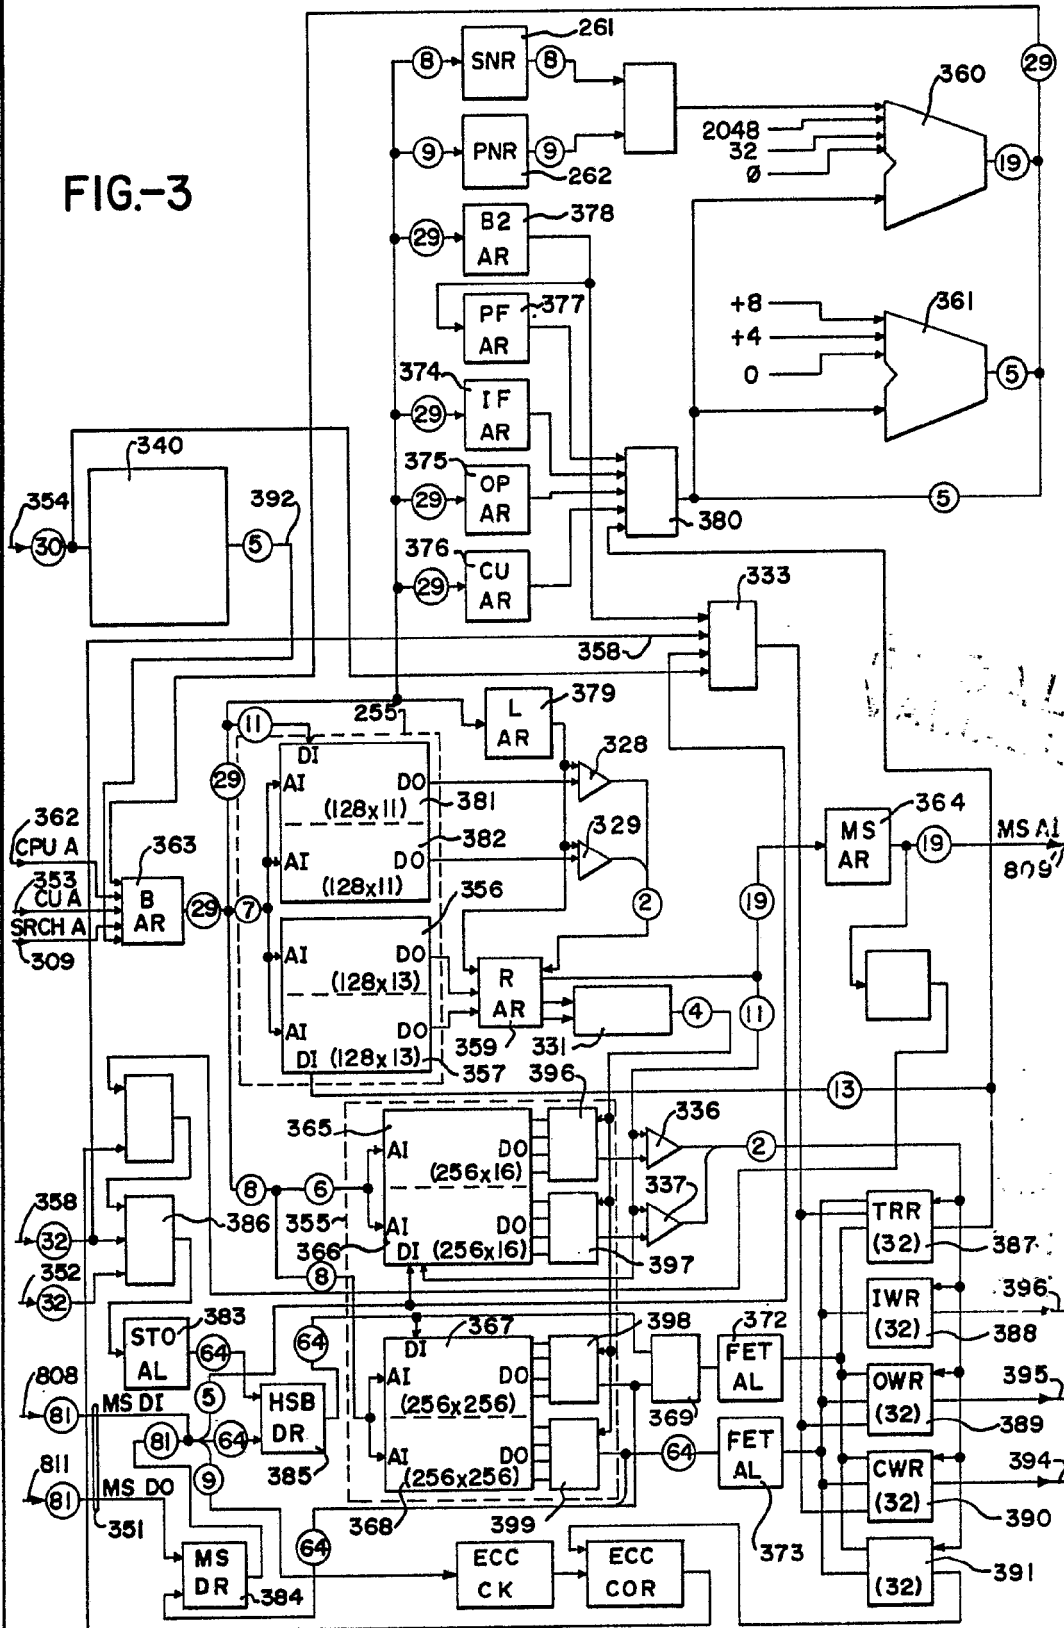 261
8
SNR
8
29
360
2048
32
Ø
9
PNR
9
262
19
FIG.-3
378
29
B2
AR
377
PF
AR
+8
+4
0
361
5
374
29
IF
AR
340
375
29
OP
AR
380
5
354
30
5
392
376
29
CU
AR
333
358
255
11
29
DI
L
AR
379
328
AI
DO
(128x11)
381
382
AI
DO
(128x11)
329
362
CPU A
363
353
CU A
SRCH A
309
B
AR
29
7
2
364
MS
AR
19
MS AI
809
19
356
AI
DO
(128x13)
AI
DO
DI
(128x13)
357
R
AR
359
331
4
11
13
396
365
AI
DO
(256x16)
336
2
8
6
355
366
AI
DO
DI
(256x16)
337
397
386
358
32
352
32
8
TRR
(32)
387
IWR
(32)
388
396
383
STO
AL
64
64
367
DI
AI
DO
(256x256)
398
369
372
FET
AL
OWR
(32)
389
395
808
81
MS DI
5
HSB
DR
81
64
385
AI
DO
(256x256)
368
399
64
FET
AL
373
CWR
(32)
390
394
811
81
MS DO
351
9
64
MS
DR
384
ECC
CK
ECC
COR
(32)
391